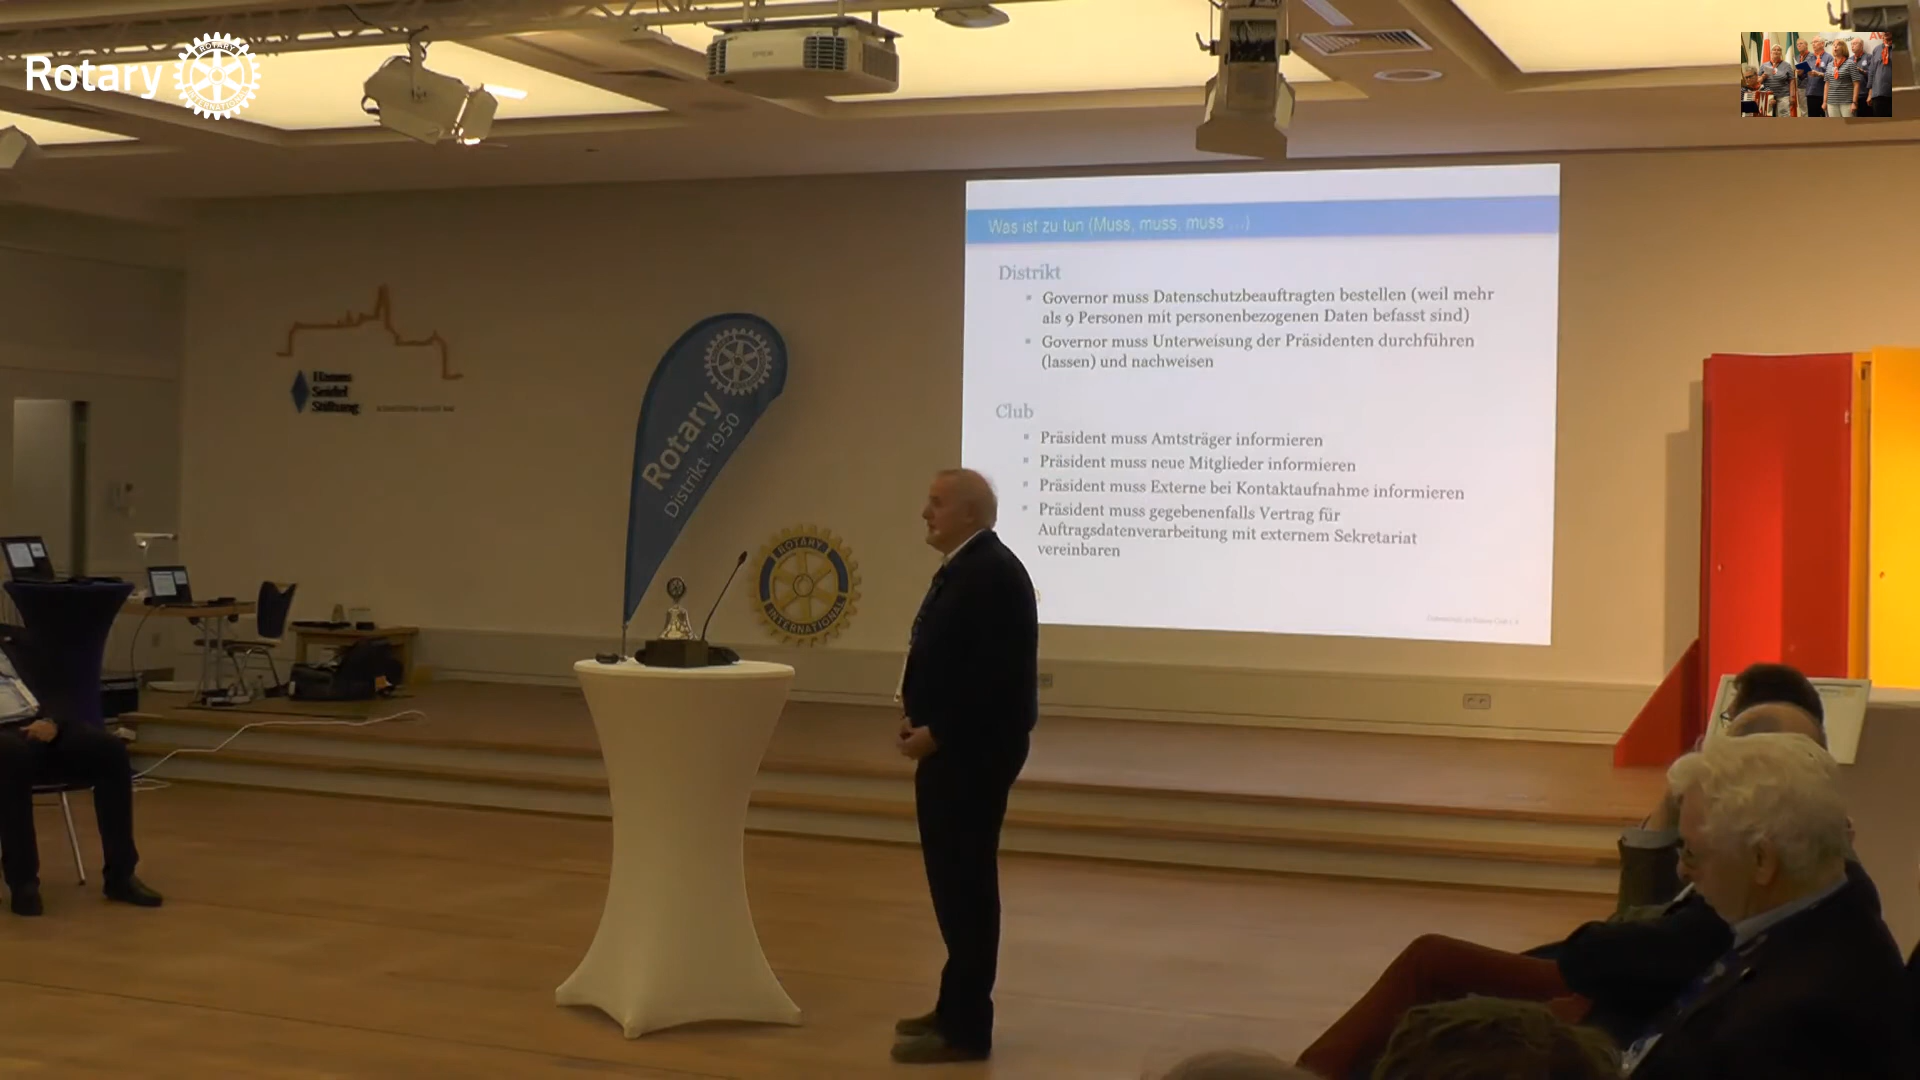 Rotary
ROTARY
INTERNATIONAL
Was ist zu tun (Muss, muss, muss ...)
Distrikt
Governor muss Datenschutzbeauftragten bestellen (weil mehr
als 9 Personen mit personenbezogenen Daten befasst sind)
Governor muss Unterweisung der Präsidenten durchführen
(lassen) und nachweisen
Club
Präsident muss Amtsträger informieren
Präsident muss neue Mitglieder informieren
Präsident muss Externe bei Kontaktaufnahme informieren
Präsident muss gegebenenfalls Vertrag für
Auftragsdatenverarbeitung mit externem Sekretariat
vereinbaren
Hanns
Seidel
Stiftung
Rotary
Distrikt 1950
ROTARY
INTERNATIONAL